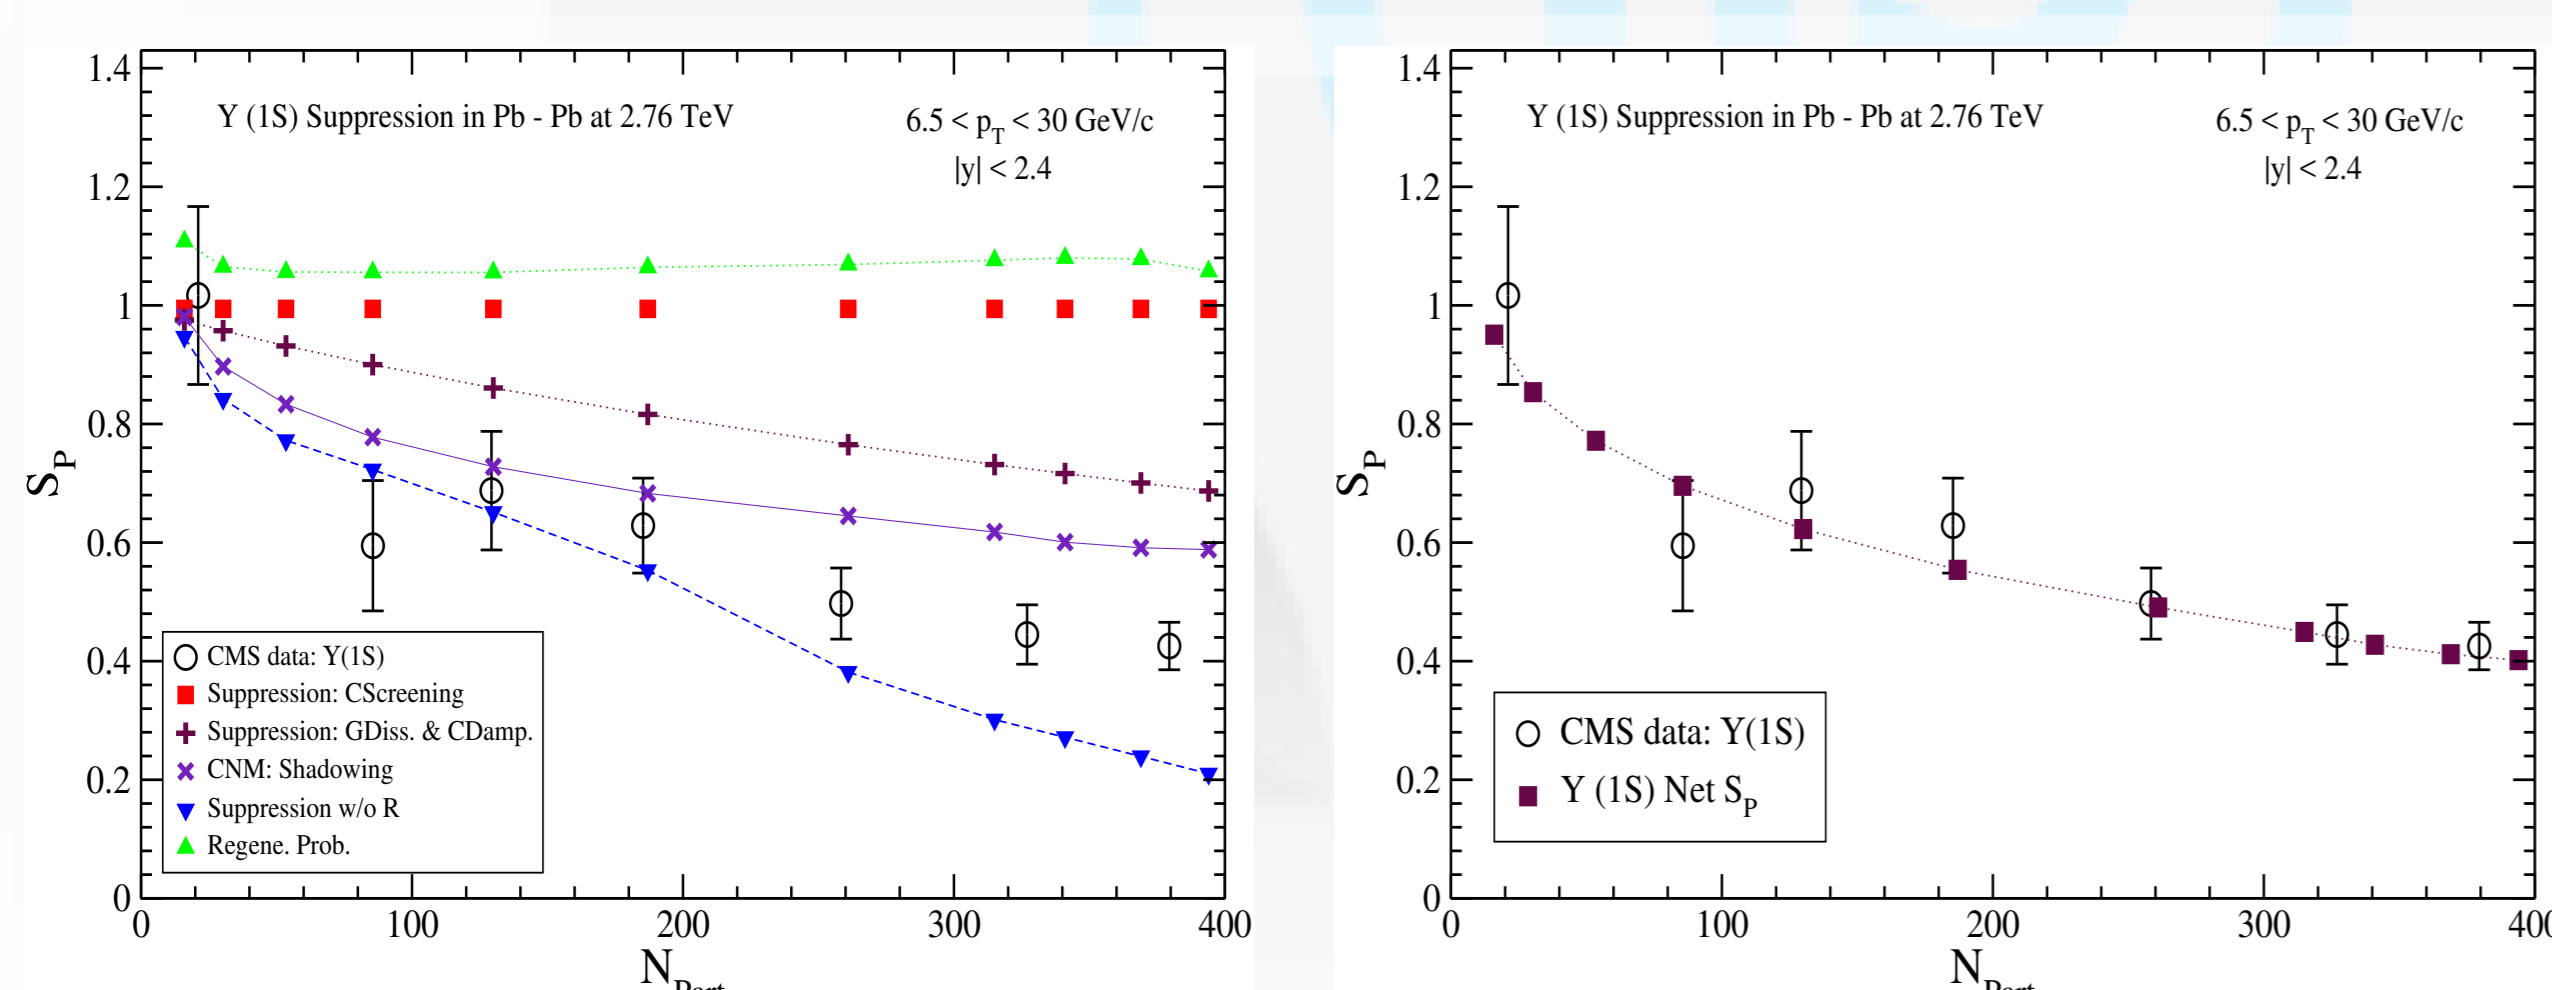 1.4
1.2
1
0.8
0.6
0.4
0.2
0
S_P
Y (1S) Suppression in Pb - Pb at 2.76 TeV
6.5 < p_T < 30 GeV/c
|y| < 2.4
CMS data: Y(1S)
Suppression: CScreening
Suppression: GDiss. & CDamp.
CNM: Shadowing
Suppression w/o R
Regene. Prob.
0 100 200 300 400
N_Part
1.4
1.2
1
0.8
0.6
0.4
0.2
0
S_P
Y (1S) Suppression in Pb - Pb at 2.76 TeV
6.5 < p_T < 30 GeV/c
|y| < 2.4
CMS data: Y(1S)
Y (1S) Net S_P
0 100 200 300 400
N_Part